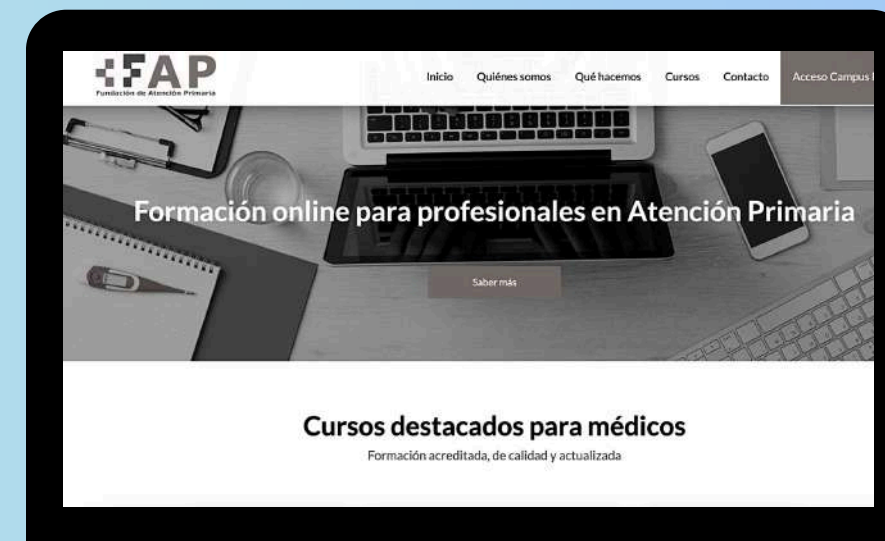 FAP
Fundación de Atención Primaria
Inicio Quiénes somos Qué hacemos Cursos Contacto Acceso Campus
Formación online para profesionales en Atención Primaria
Saber más
Cursos destacados para médicos
Formación acreditada, de calidad y actualizada